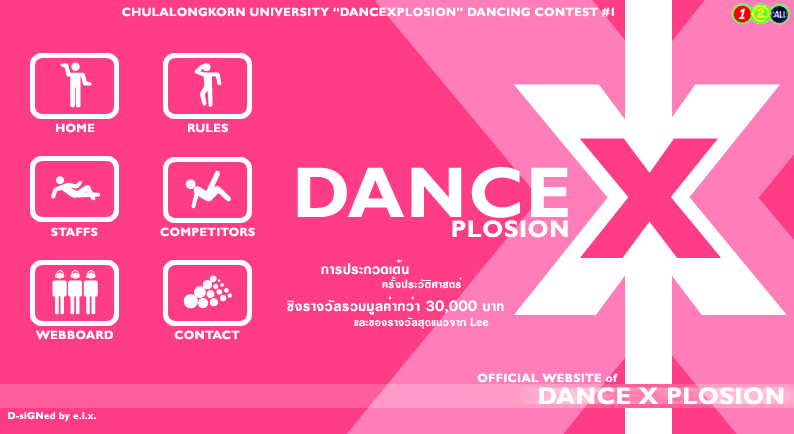 CHULALONGKORN UNIVERSITY “DANCEXPLOSION” DANCING CONTEST #1
1 2 CALL
HOME
RULES
STAFFS
COMPETITORS
WEBBOARD
CONTACT
DANCE X
PLOSION
การประกวดเต้น
ครั้งประวัติศาสตร์
ชิงรางวัลรวมมูลค่ากว่า 30,000 บาท
และของรางวัลสุดแนวจาก Lee
OFFICIAL WEBSITE of
DANCE X PLOSION
D-siGNed by e.l.x.